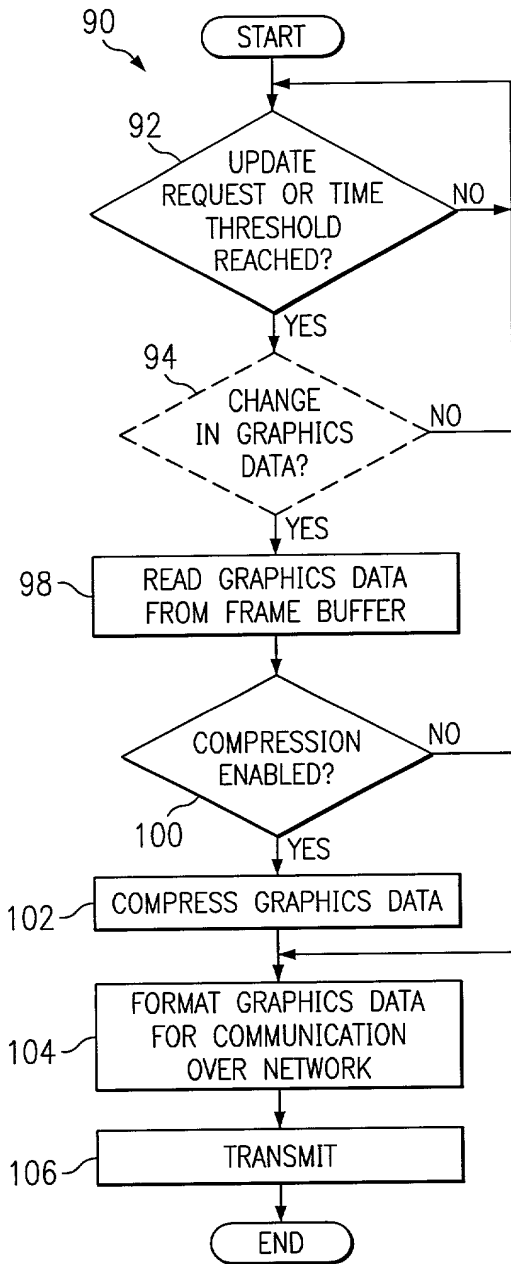 90
START
92
UPDATE
REQUEST OR TIME
THRESHOLD
REACHED?
NO
YES
94
CHANGE
IN GRAPHICS
DATA?
NO
YES
98
READ GRAPHICS DATA
FROM FRAME BUFFER
COMPRESSION
ENABLED?
NO
100
YES
102
COMPRESS GRAPHICS DATA
104
FORMAT GRAPHICS DATA
FOR COMMUNICATION
OVER NETWORK
106
TRANSMIT
END